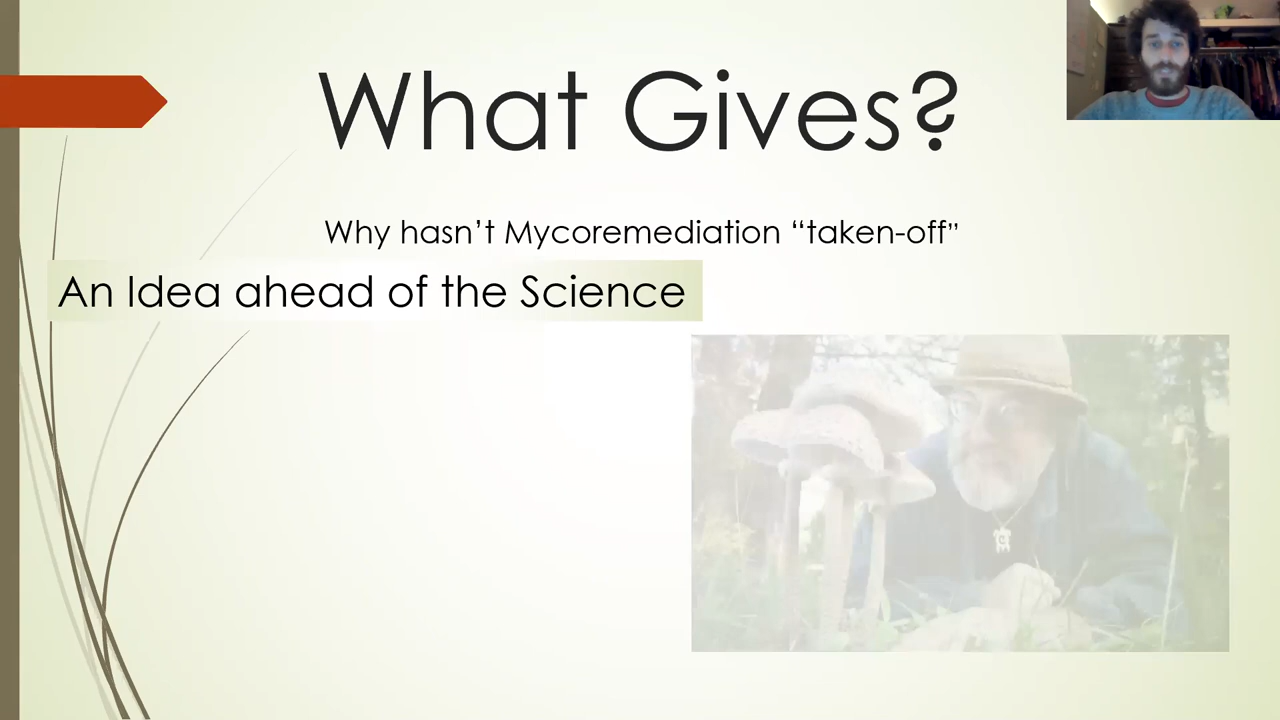 What Gives?
Why hasn’t Mycoremediation “taken-off”
An Idea ahead of the Science